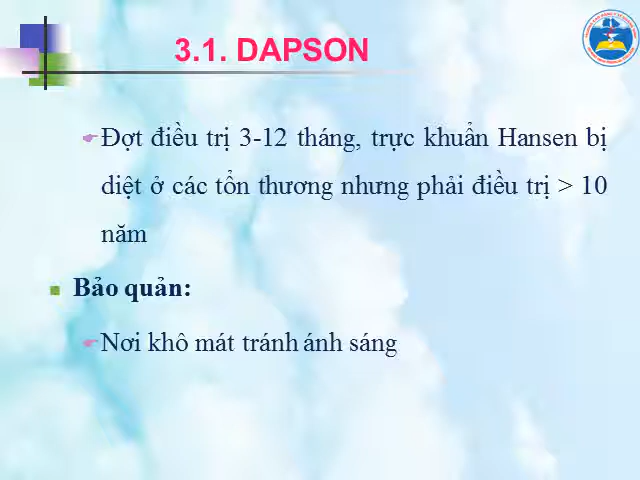 3.1. DAPSON
Đợt điều trị 3-12 tháng, trực khuẩn Hansen bị
diệt ở các tổn thương nhưng phải điều trị > 10
năm
Bảo quản:
Nơi khô mát tránh ánh sáng